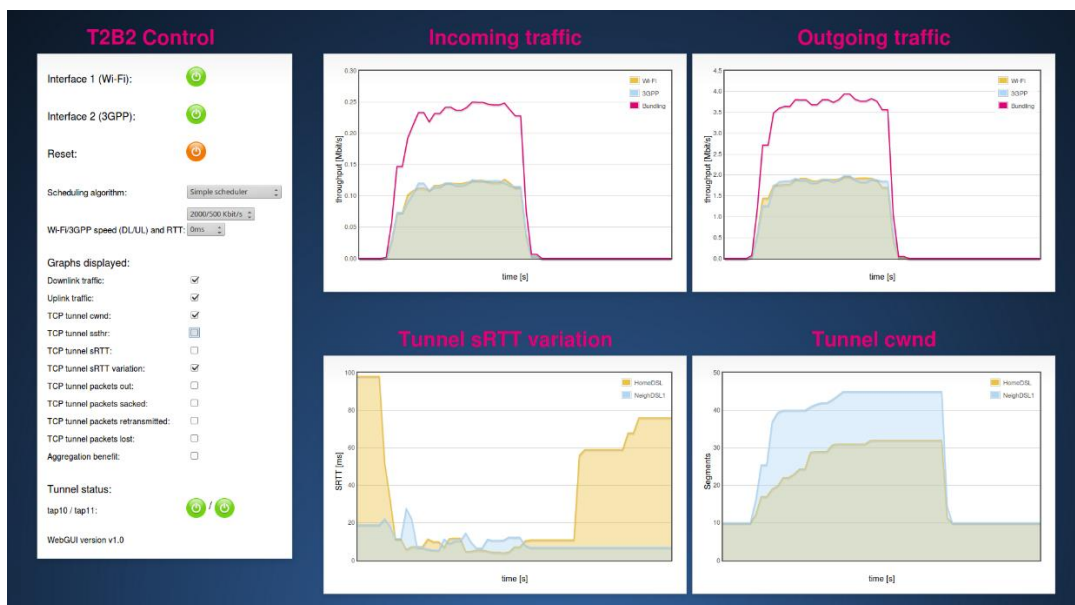 T2B2 Control
Interface 1 (Wi-Fi):
Interface 2 (3GPP):
Reset:
Scheduling algorithm: Simple scheduler
2000/500 Kbit/s
Wi-Fi/3GPP speed (DL/UL) and RTT: 0ms
Graphs displayed:
Downlink traffic:
Uplink traffic:
TCP tunnel cwnd:
TCP tunnel ssthr:
TCP tunnel sRTT:
TCP tunnel sRTT variation:
TCP tunnel packets out:
TCP tunnel packets sacked:
TCP tunnel packets retransmitted:
TCP tunnel packets lost:
Aggregation benefit:
Tunnel status:
tap10 / tap11: /
WebGUI version v1.0
Incoming traffic
0.30
0.25
0.20
0.15
0.10
0.05
0.00
throughput [Mbit/s]
time [s]
Wi-Fi
3GPP
Bundling
Outgoing traffic
4.5
4.0
3.5
3.0
2.5
2.0
1.5
1.0
0.5
0.0
throughput [Mbit/s]
time [s]
Wi-Fi
3GPP
Bundling
Tunnel sRTT variation
100
80
60
40
20
0
SRTT [ms]
time [s]
HomeDSL
NeighDSL1
Tunnel cwnd
50
40
30
20
10
0
Segments
time [s]
HomeDSL
NeighDSL1